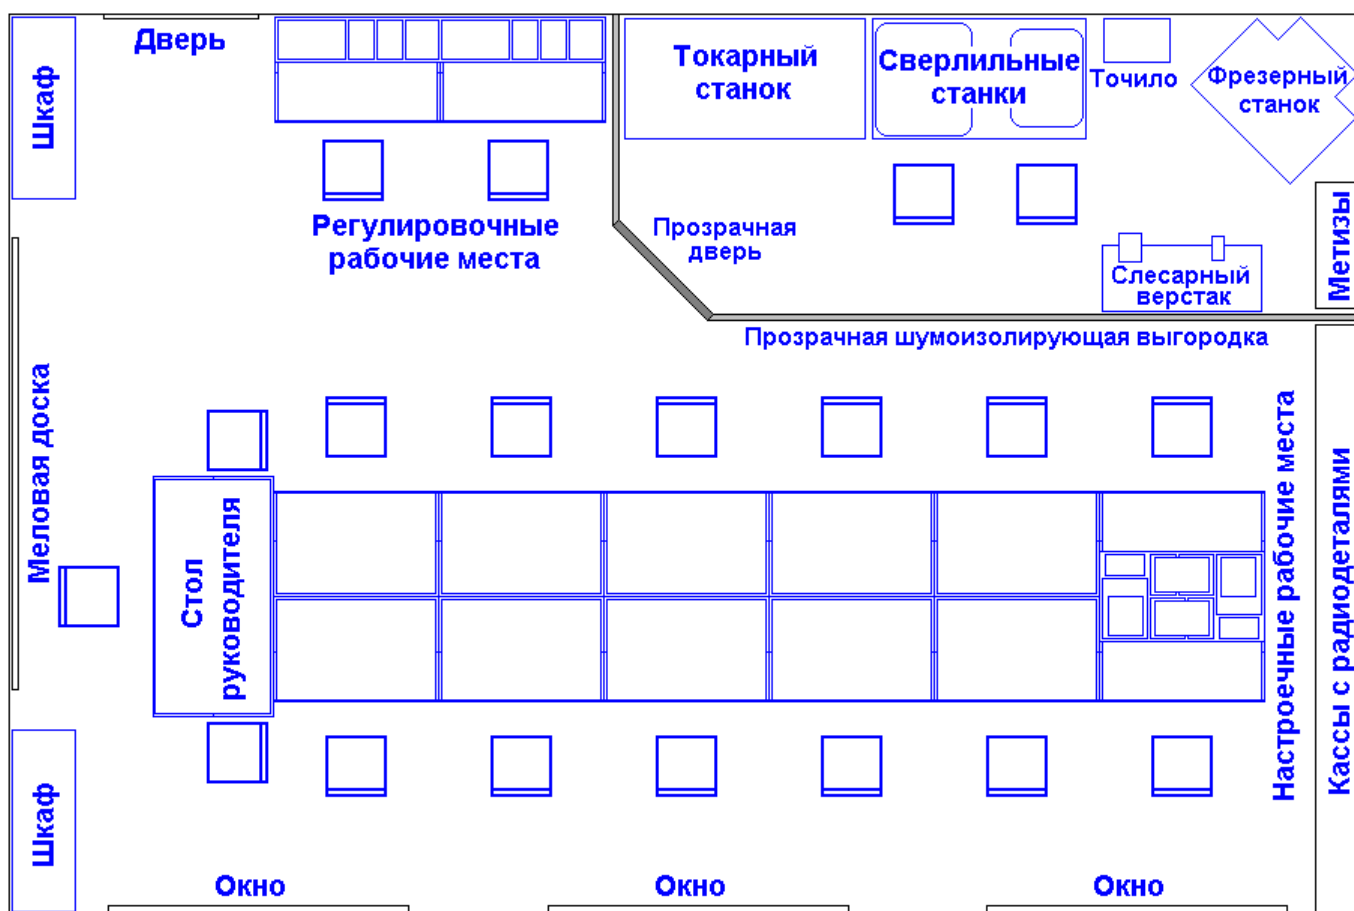 Дверь
Шкаф
Токарный
станок
Сверлильные
станки
Точило
Фрезерный
станок
Регулировочные
рабочие места
Прозрачная
дверь
Слесарный
верстак
Метизы
Прозрачная шумоизолирующая выгородка
Меловая доска
Стол
руководителя
Настроечные рабочие места
Кассы с радиодеталями
Шкаф
Окно
Окно
Окно